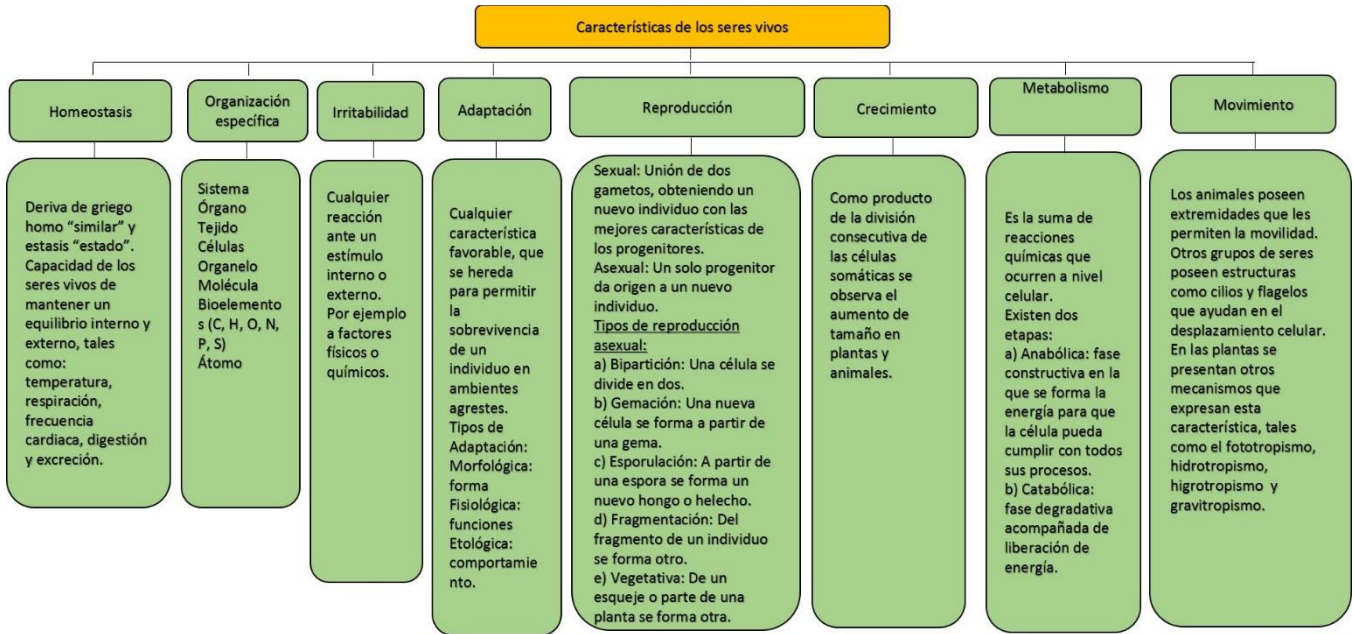 Características de los seres vivos
Homeostasis
Deriva de griego
homo “similar” y
estasis “estado”.
Capacidad de los
seres vivos de
mantener un
equilibrio interno y
externo, tales
como:
temperatura,
respiración,
frecuencia
cardiaca, digestión
y excreción.
Organización
específica
Sistema
Órgano
Tejido
Células
Organelo
Molécula
Bioelemento
s (C, H, O, N,
P, S)
Átomo
Irritabilidad
Cualquier
reacción
ante un
estímulo
interno o
externo.
Por ejemplo
a factores
físicos o
químicos.
Adaptación
Cualquier
característica
favorable, que
se hereda
para permitir
la
sobrevivencia
de un
individuo en
ambientes
agrestes.
Tipos de
Adaptación:
Morfológica:
forma
Fisiológica:
funciones
Etológica:
comportamie
nto.
Reproducción
Sexual: Unión de dos
gametos, obteniendo un
nuevo individuo con las
mejores características de
los progenitores.
Asexual: Un solo progenitor
da origen a un nuevo
individuo.
Tipos de reproducción
asexual:
a) Bipartición: Una célula se
divide en dos.
b) Gemación: Una nueva
célula se forma a partir de
una gema.
c) Esporulación: A partir de
una espora se forma un
nuevo hongo o helecho.
d) Fragmentación: Del
fragmento de un individuo
se forma otro.
e) Vegetativa: De un
esqueje o parte de una
planta se forma otra.
Crecimiento
Como producto
de la división
consecutiva de
las células
somáticas se
observa el
aumento de
tamaño en
plantas y
animales.
Metabolismo
Es la suma de
reacciones
químicas que
ocurren a nivel
celular.
Existen dos
etapas:
a) Anabólica: fase
constructiva en la
que se forma la
energía para que
la célula pueda
cumplir con todos
sus procesos.
b) Catabólica:
fase degradativa
acompañada de
liberación de
energía.
Movimiento
Los animales poseen
extremidades que les
permiten la movilidad.
Otros grupos de seres
poseen estructuras
como cilios y flagelos
que ayudan en el
desplazamiento celular.
En las plantas se
presentan otros
mecanismos que
expresan esta
característica, tales
como el fototropismo,
hidrotropismo,
higrotropismo y
gravitropismo.